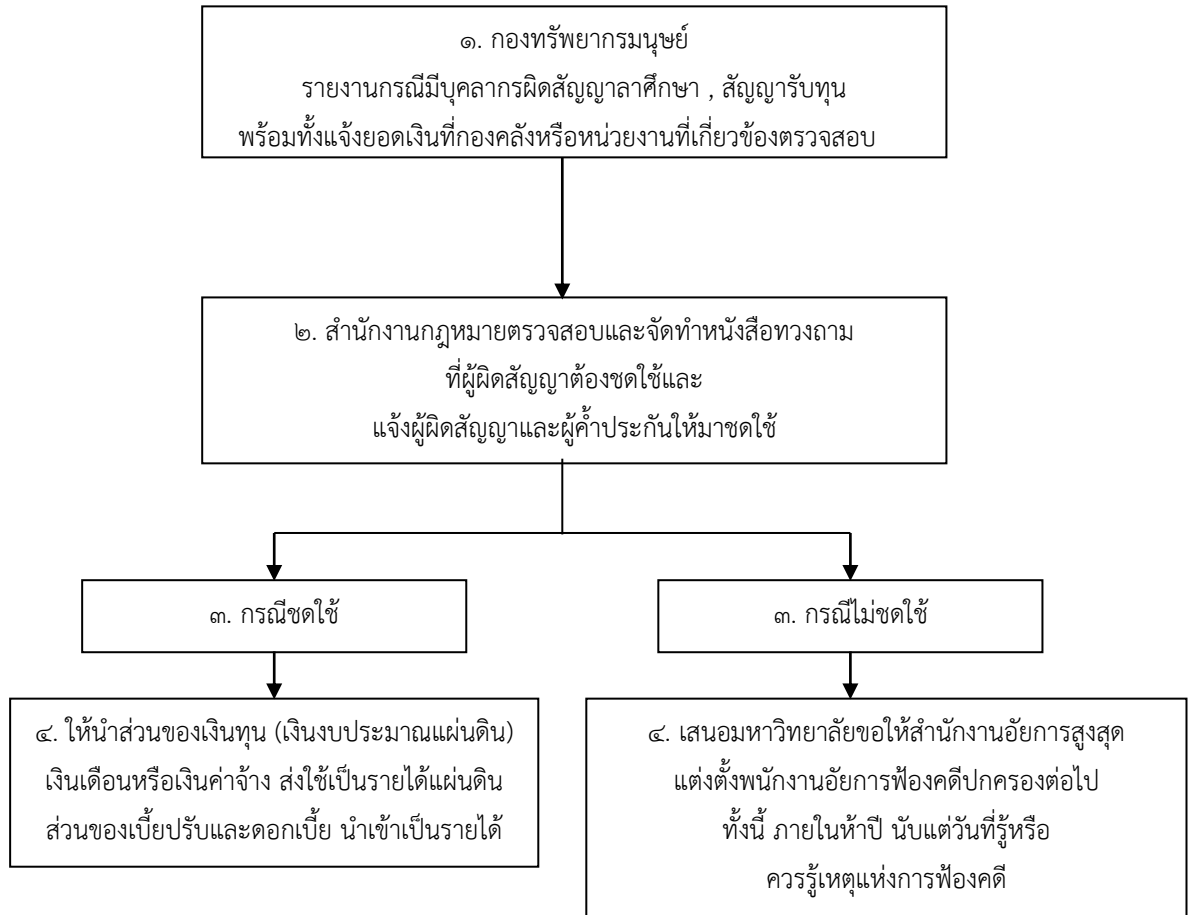 ๑. กองทรัพยากรมนุษย์
รายงานกรณีมีบุคลากรผิดสัญญาลาศึกษา , สัญญารับทุน
พร้อมทั้งแจ้งยอดเงินที่กองคลังหรือหน่วยงานที่เกี่ยวข้องตรวจสอบ
๒. สำนักงานกฎหมายตรวจสอบและจัดทำหนังสือทวงถาม
ที่ผู้ผิดสัญญาต้องชดใช้และ
แจ้งผู้ผิดสัญญาและผู้ค้ำประกันให้มาชดใช้
๓. กรณีชดใช้
๓. กรณีไม่ชดใช้
๔. ให้นำส่วนของเงินทุน (เงินงบประมาณแผ่นดิน)
เงินเดือนหรือเงินค่าจ้าง ส่งใช้เป็นรายได้แผ่นดิน
ส่วนของเบี้ยปรับและดอกเบี้ย นำเข้าเป็นรายได้
๔. เสนอมหาวิทยาลัยขอให้สำนักงานอัยการสูงสุด
แต่งตั้งพนักงานอัยการฟ้องคดีปกครองต่อไป
ทั้งนี้ ภายในห้าปี นับแต่วันที่รู้หรือ
ควรรู้เหตุแห่งการฟ้องคดี